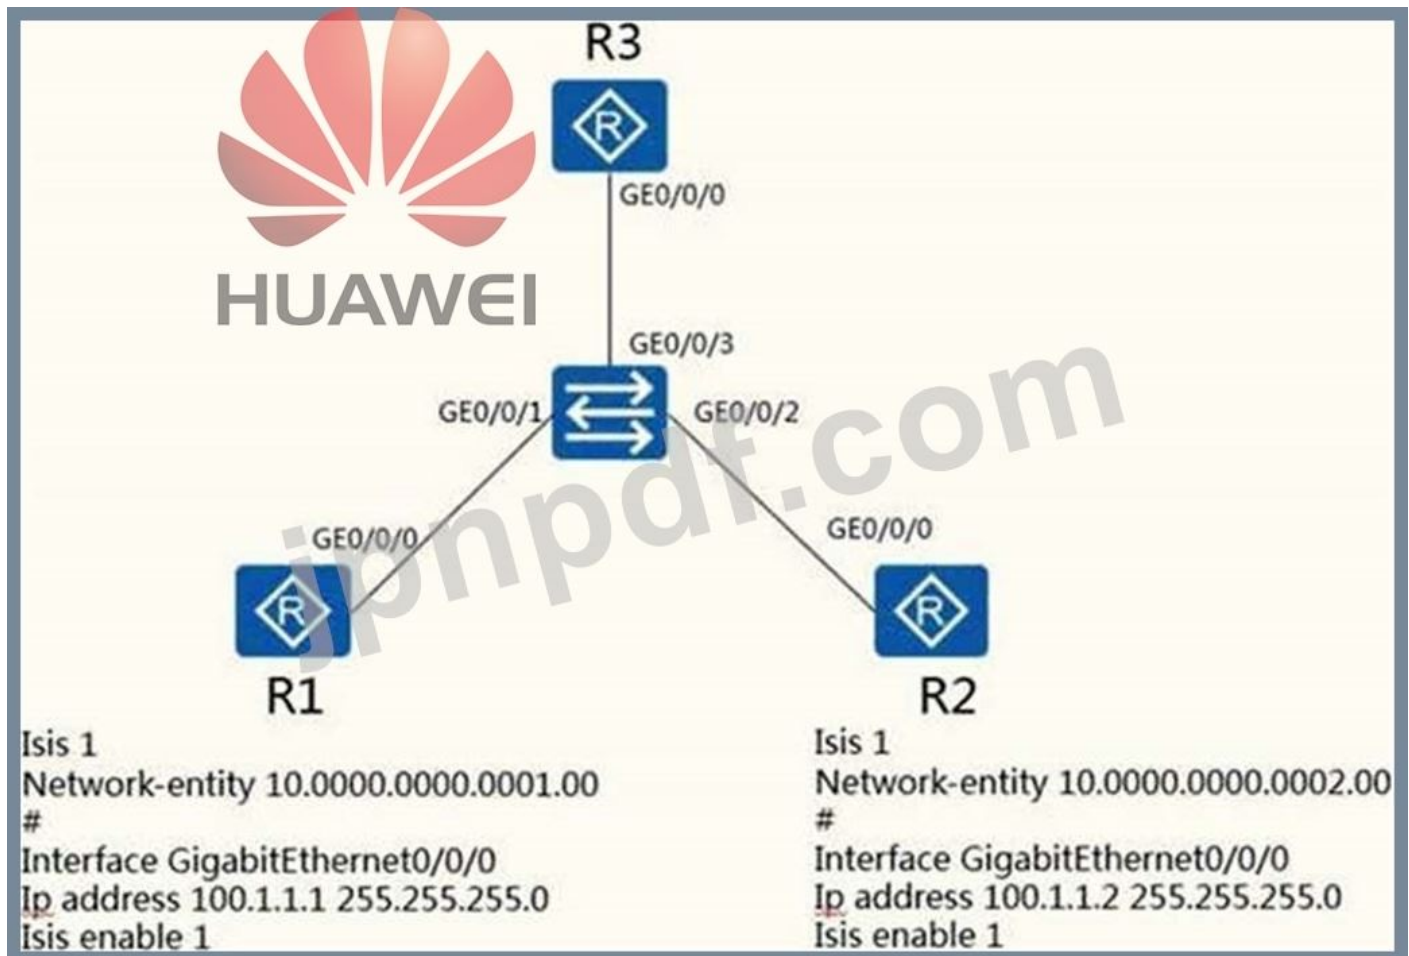 R3
R
GE0/0/0
HUAWEI
GE0/0/3
GE0/0/1
GE0/0/2
jpnpdf.com
GE0/0/0
GE0/0/0
R
R
R1
R2
Isis 1
Network-entity 10.0000.0000.0001.00
#
Interface GigabitEthernet0/0/0
Ip address 100.1.1.1 255.255.255.0
Isis enable 1
Isis 1
Network-entity 10.0000.0000.0002.00
#
Interface GigabitEthernet0/0/0
Ip address 100.1.1.2 255.255.255.0
Isis enable 1